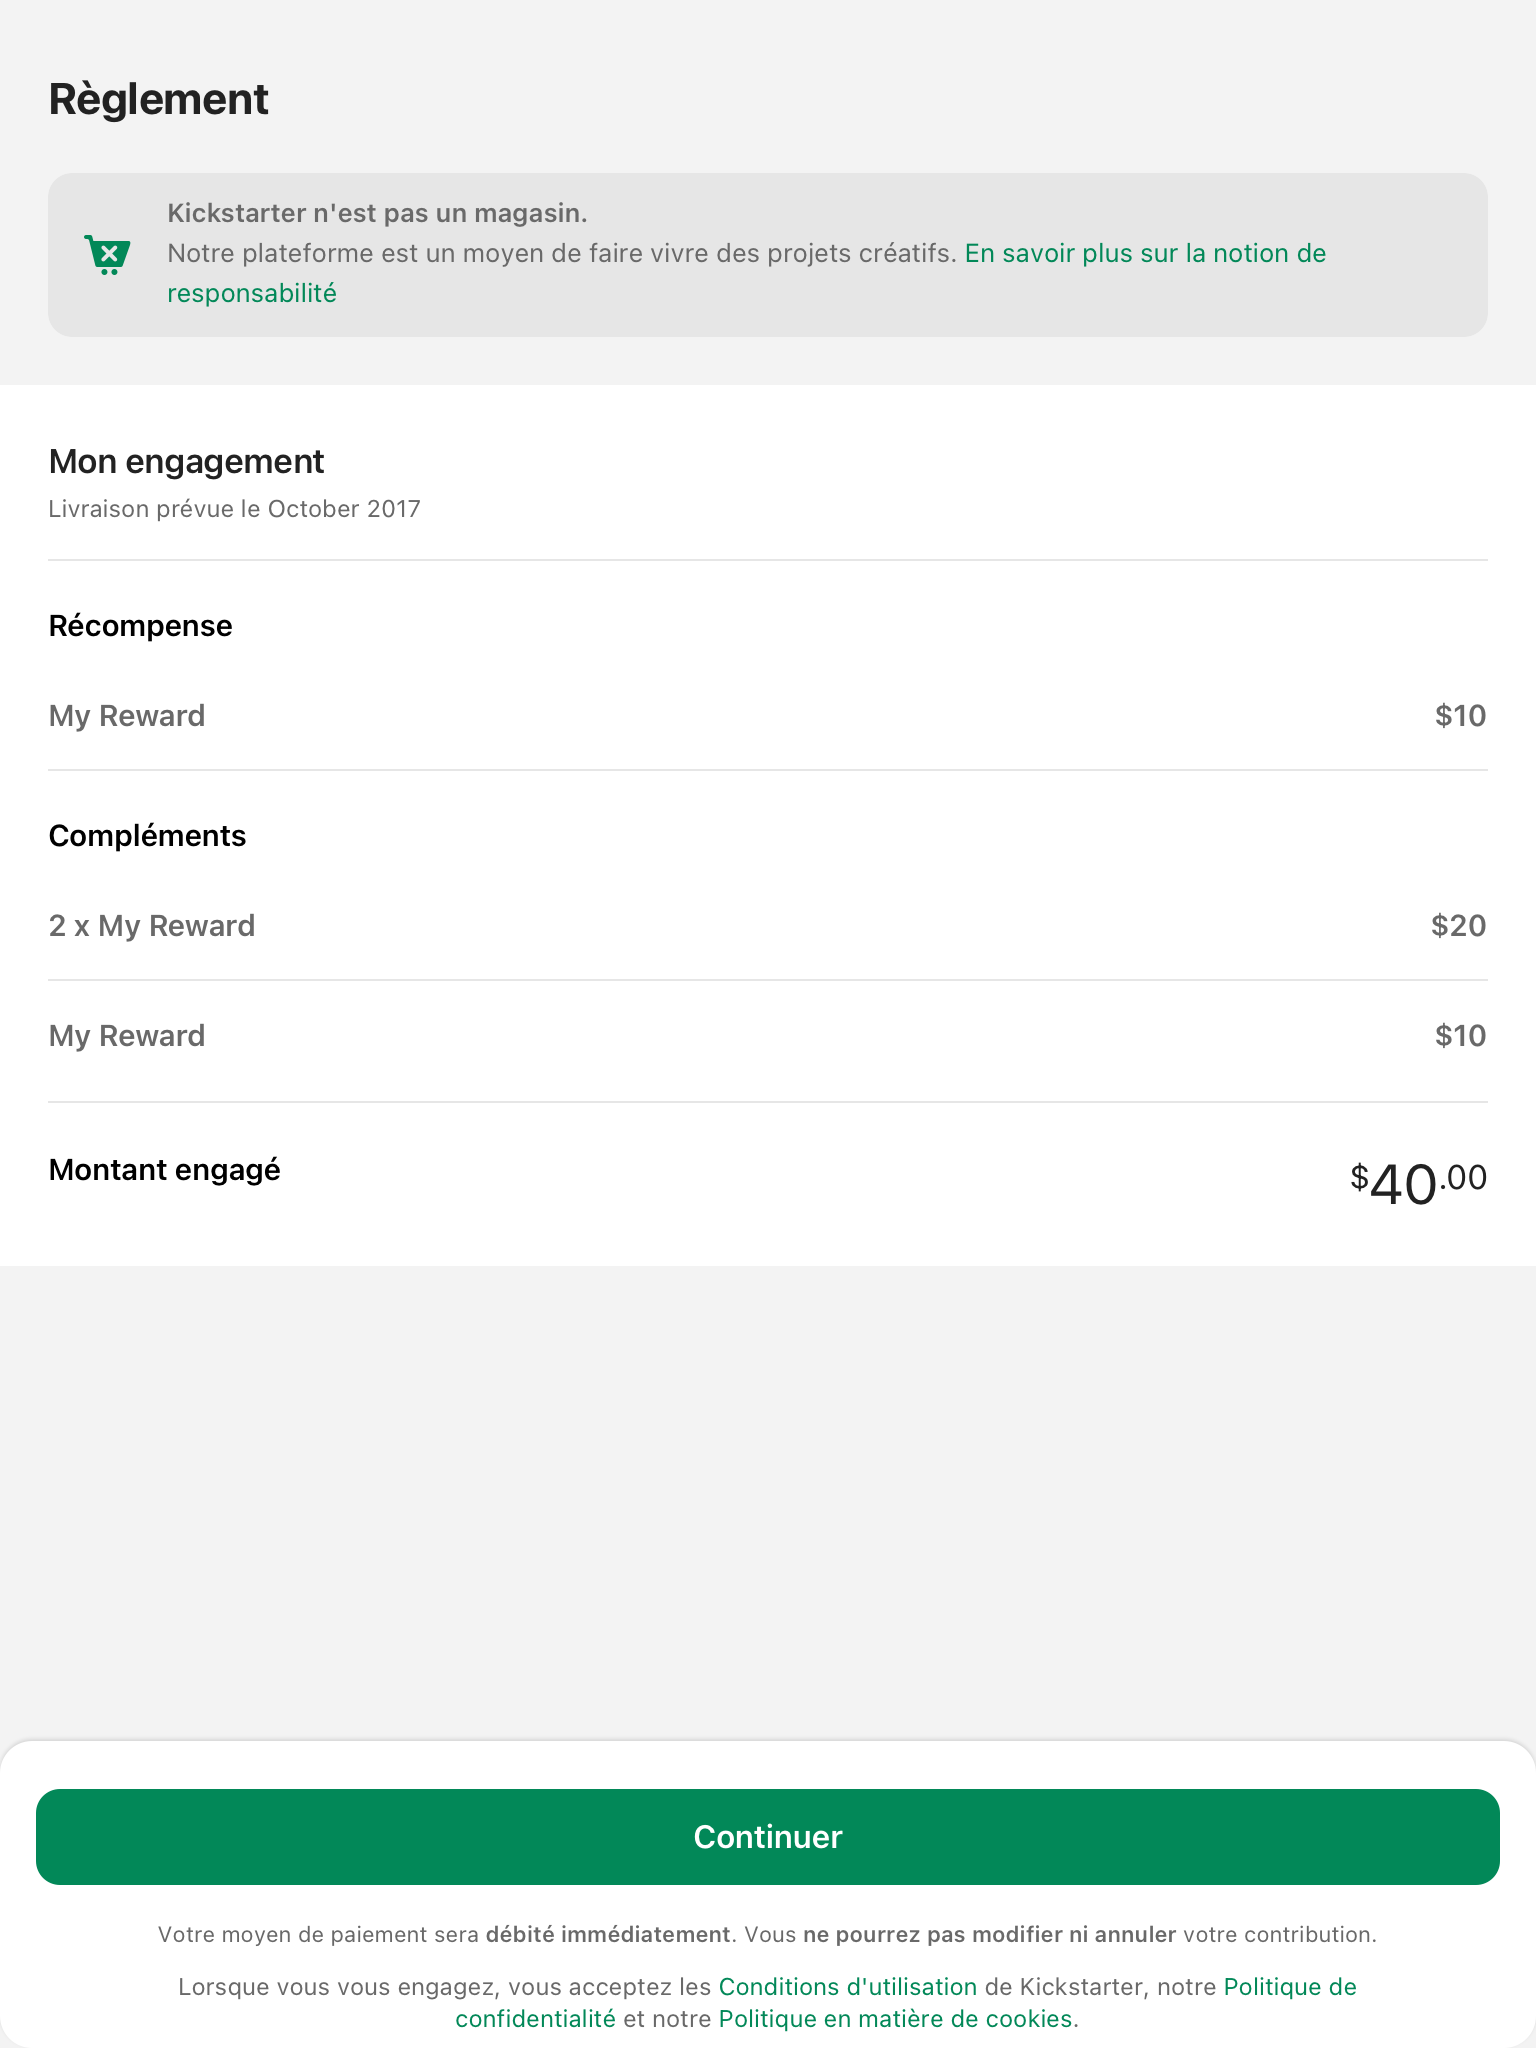 Règlement
Kickstarter n'est pas un magasin.
Notre plateforme est un moyen de faire vivre des projets créatifs. En savoir plus sur la notion de
responsabilité
Mon engagement
Livraison prévue le October 2017
Récompense
My Reward $10
Compléments
2 x My Reward $20
My Reward $10
Montant engagé $40.00
Continuer
Votre moyen de paiement sera débité immédiatement. Vous ne pourrez pas modifier ni annuler votre contribution.
Lorsque vous vous engagez, vous acceptez les Conditions d'utilisation de Kickstarter, notre Politique de
confidentialité et notre Politique en matière de cookies.